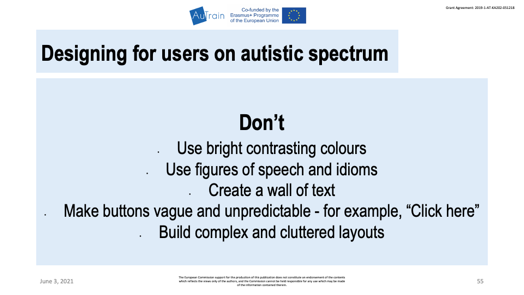 Grant Agreement: 2019-1-AT-KA202-051218
AuTrain
Co-funded by the
Erasmus+ Programme
of the European Union
Designing for users on autistic spectrum
Don’t
· Use bright contrasting colours
· Use figures of speech and idioms
· Create a wall of text
· Make buttons vague and unpredictable - for example, “Click here”
· Build complex and cluttered layouts
June 3, 2021
The European Commission support for the production of this publication does not constitute an endorsement of the contents
which reflects the views only of the authors, and the Commission cannot be held responsible for any use which may be made
of the information contained therein.
55